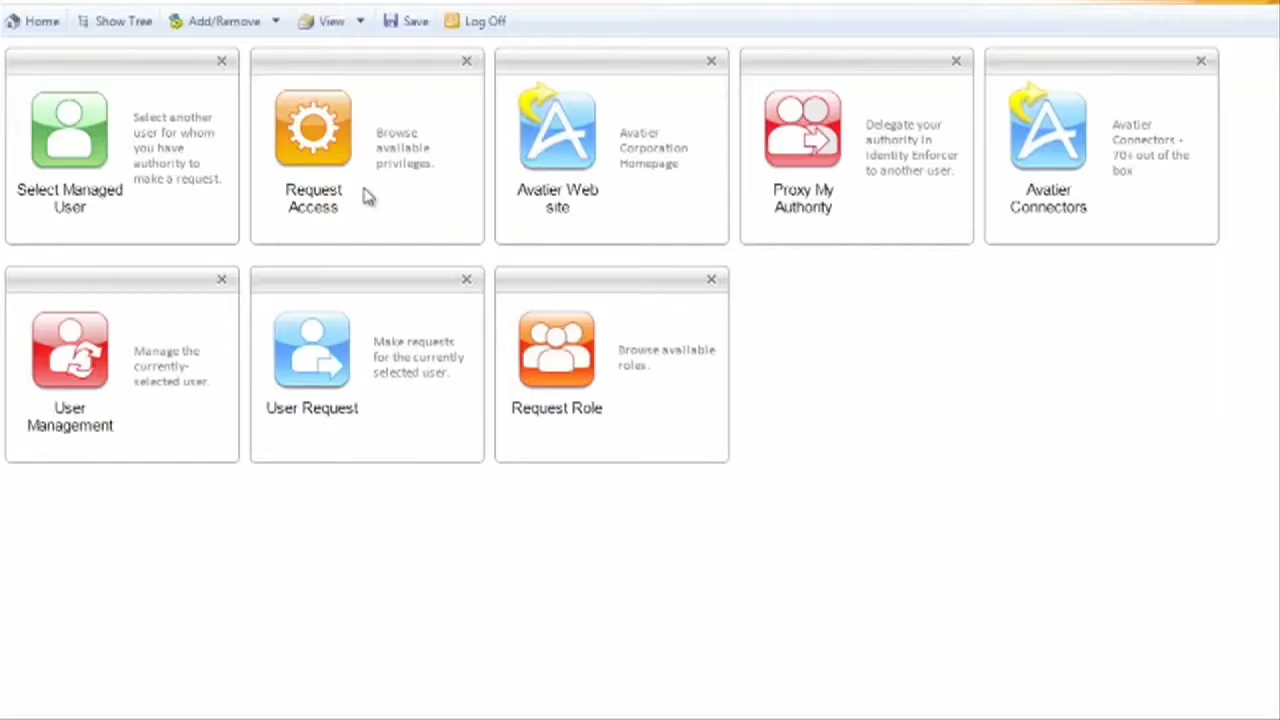 Home Show Tree Add/Remove View Save Log Off
Select another
user for whom
you have
authority to
make a request.
Select Managed
User
Browse
available
privileges.
Request
Access
Avatier
Corporation
Homepage
Avatier Web
site
Delegate your
authority in
Identity Enforcer
to another user.
Proxy My
Authority
Avatier
Connectors -
70+ out of the
box
Avatier
Connectors
Manage the
currently-
selected user.
User
Management
Make requests
for the currently
selected user.
User Request
Browse available
roles.
Request Role